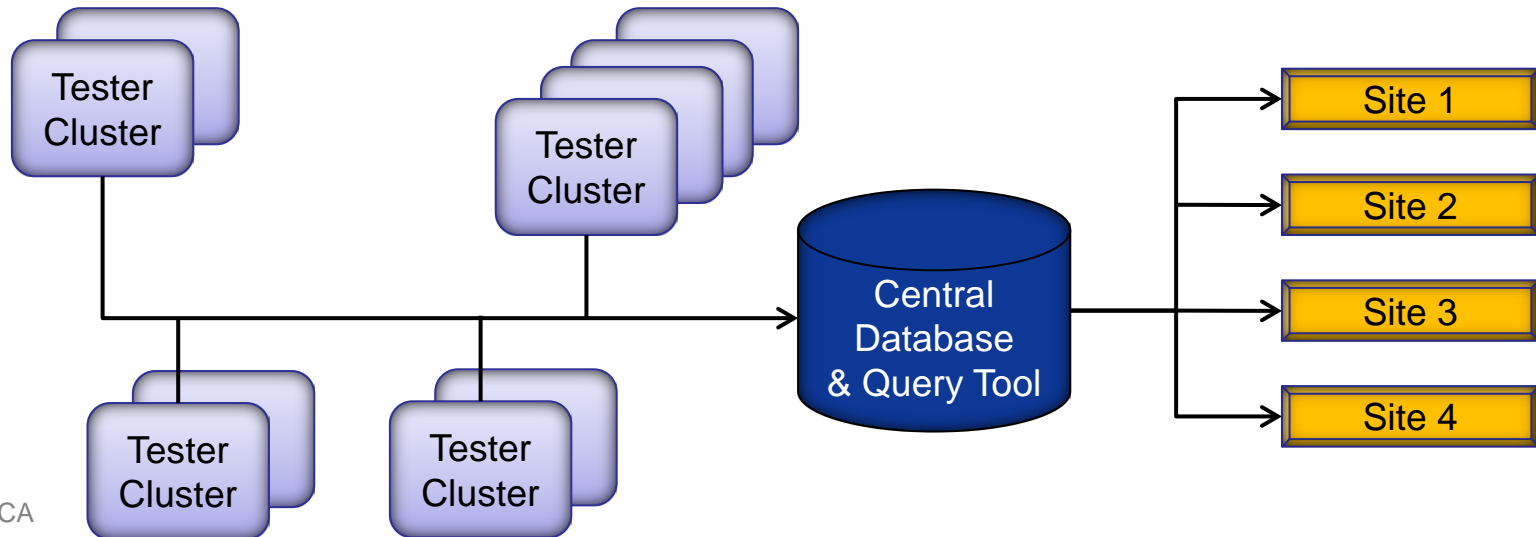 Tester
Cluster
Tester
Cluster
Site 1
Site 2
Central
Database
& Query Tool
Site 3
Site 4
Tester
Cluster
Tester
Cluster
CA